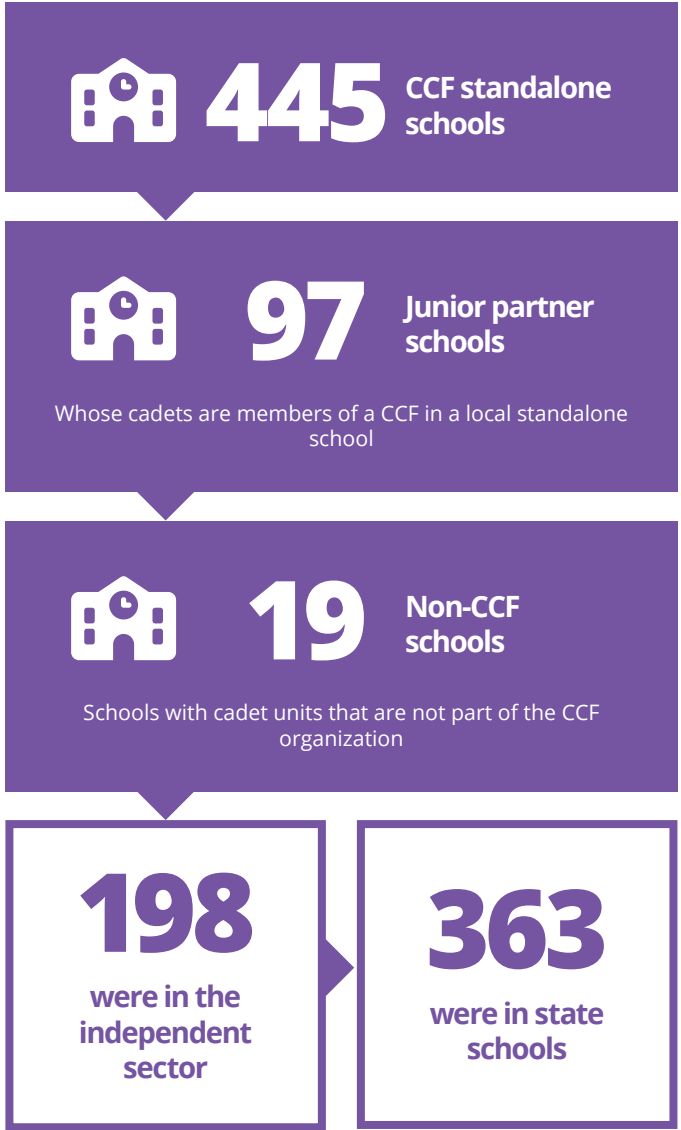 445
CCF standalone
schools
97
Junior partner
schools
Whose cadets are members of a CCF in a local standalone
school
19
Non-CCF
schools
Schools with cadet units that are not part of the CCF
organization
198
were in the
independent
sector
363
were in state
schools